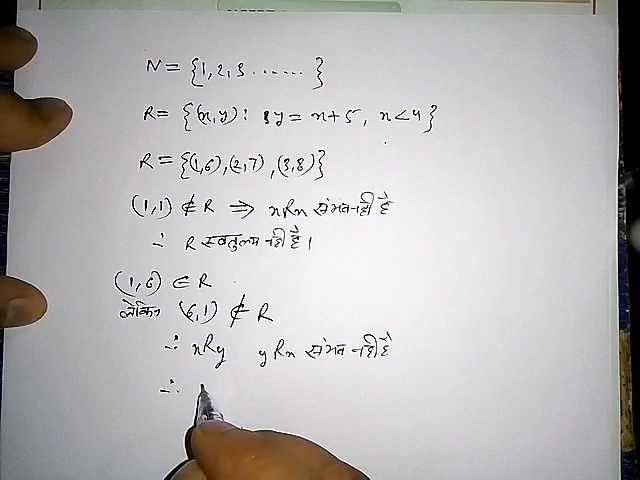 N = {1, 2, 3 ......}
R = {(x, y) : y = x + 5, x < 4}
R = {(1, 6), (2, 7), (3, 8)}
(1, 1) ∉ R ⇒ xRx संभव नही है
∴ R स्वतुल्य नही है।
(1, 6) ∈ R
लेकिन (6, 1) ∉ R
∴ xRy yRx संभव नही है
∴